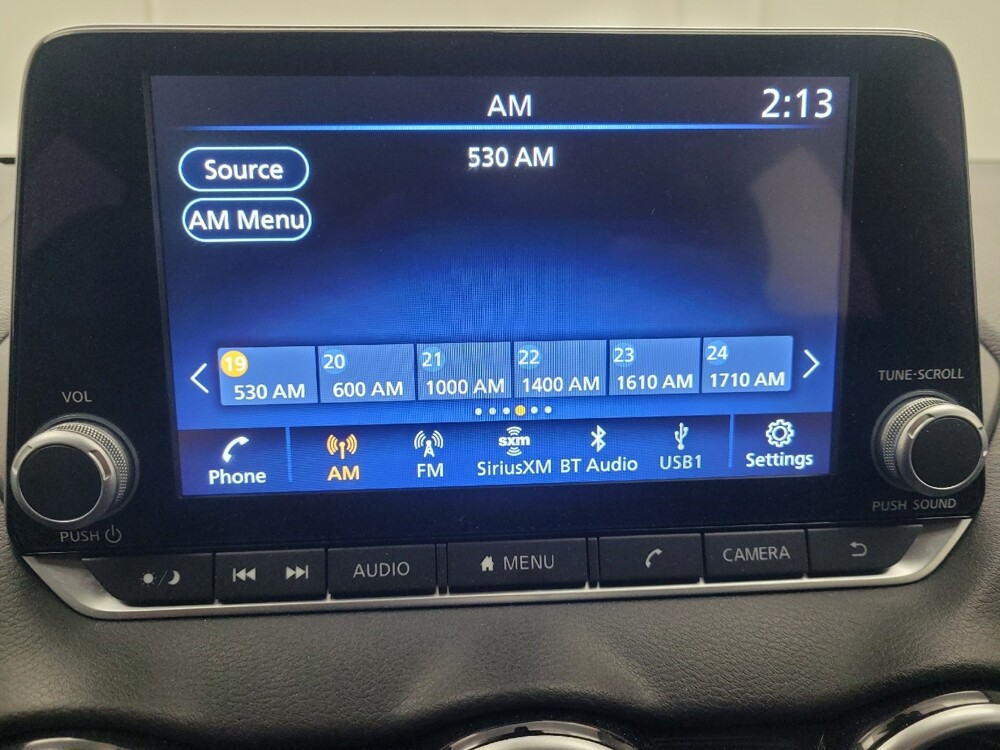 AM 2:13
Source 530 AM
AM Menu
19 20 21 22 23 24
530 AM 600 AM 1000 AM 1400 AM 1610 AM 1710 AM
VOL TUNE·SCROLL
sxm
Phone AM FM SiriusXM BT Audio USB1 Settings
PUSH PUSH SOUND
AUDIO MENU CAMERA